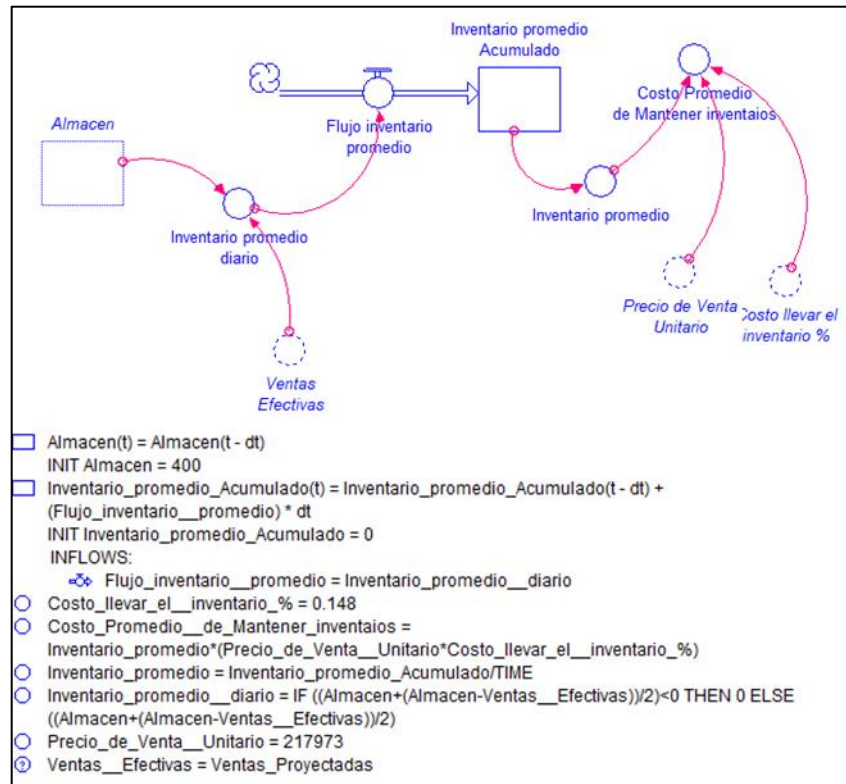 Inventario promedio
Acumulado
Costo Promedio
de Mantener inventaios
Flujo inventario
promedio
Almacen
Inventario promedio
Inventario promedio
diario
Precio de Venta
Unitario
Costo llevar el
inventario %
Ventas
Efectivas
Almacen(t) = Almacen(t - dt)
INIT Almacen = 400
Inventario_promedio_Acumulado(t) = Inventario_promedio_Acumulado(t - dt) +
(Flujo_inventario__promedio) * dt
INIT Inventario_promedio_Acumulado = 0
INFLOWS:
Flujo_inventario__promedio = Inventario_promedio__diario
Costo_llevar_el__inventario_% = 0.148
Costo_Promedio__de_Mantener_inventaios =
Inventario_promedio*(Precio_de_Venta__Unitario*Costo_llevar_el__inventario_%)
Inventario_promedio = Inventario_promedio_Acumulado/TIME
Inventario_promedio__diario = IF ((Almacen+(Almacen-Ventas__Efectivas))/2)<0 THEN 0 ELSE
((Almacen+(Almacen-Ventas__Efectivas))/2)
Precio_de_Venta__Unitario = 217973
? Ventas__Efectivas = Ventas_Proyectadas